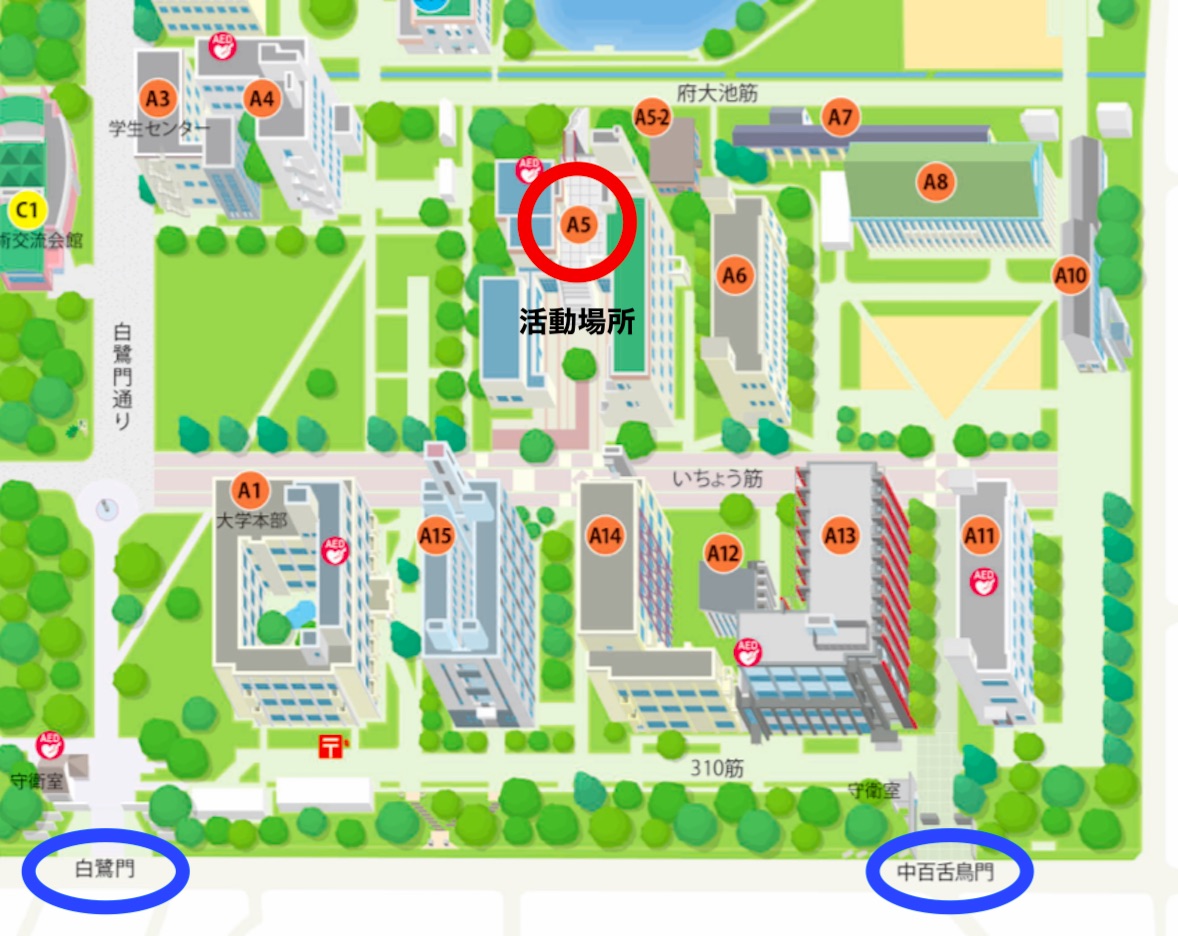 AED
A3
A4
学生センター
府大池筋
A5-2
A7
AED
A8
C1
術交流会館
A5
A6
A10
活動場所
白鷺門通り
いちょう筋
A1
大学本部
A15
A14
A12
A13
A11
AED
AED
AED
〒
AED
守衛室
310筋
守衛室
白鷺門
中百舌鳥門